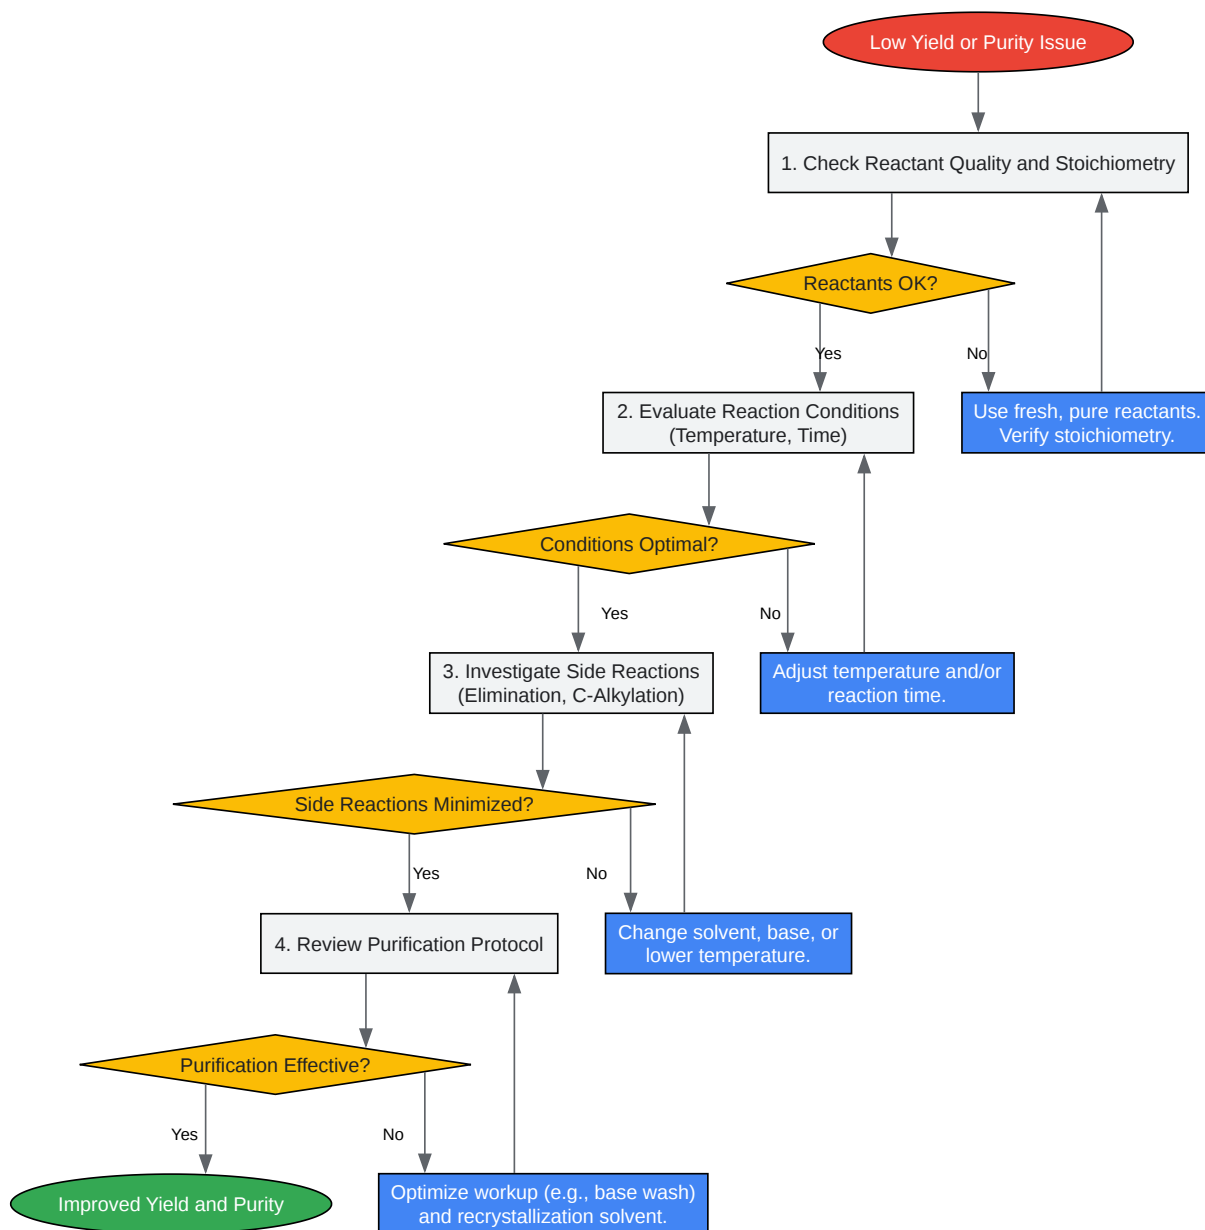 Low Yield or Purity Issue
1. Check Reactant Quality and Stoichiometry
Reactants OK?
Yes
No
2. Evaluate Reaction Conditions
(Temperature, Time)
Use fresh, pure reactants.
Verify stoichiometry.
Conditions Optimal?
Yes
No
3. Investigate Side Reactions
(Elimination, C-Alkylation)
Adjust temperature and/or
reaction time.
Side Reactions Minimized?
Yes
No
4. Review Purification Protocol
Change solvent, base, or
lower temperature.
Purification Effective?
Yes
No
Improved Yield and Purity
Optimize workup (e.g., base wash)
and recrystallization solvent.